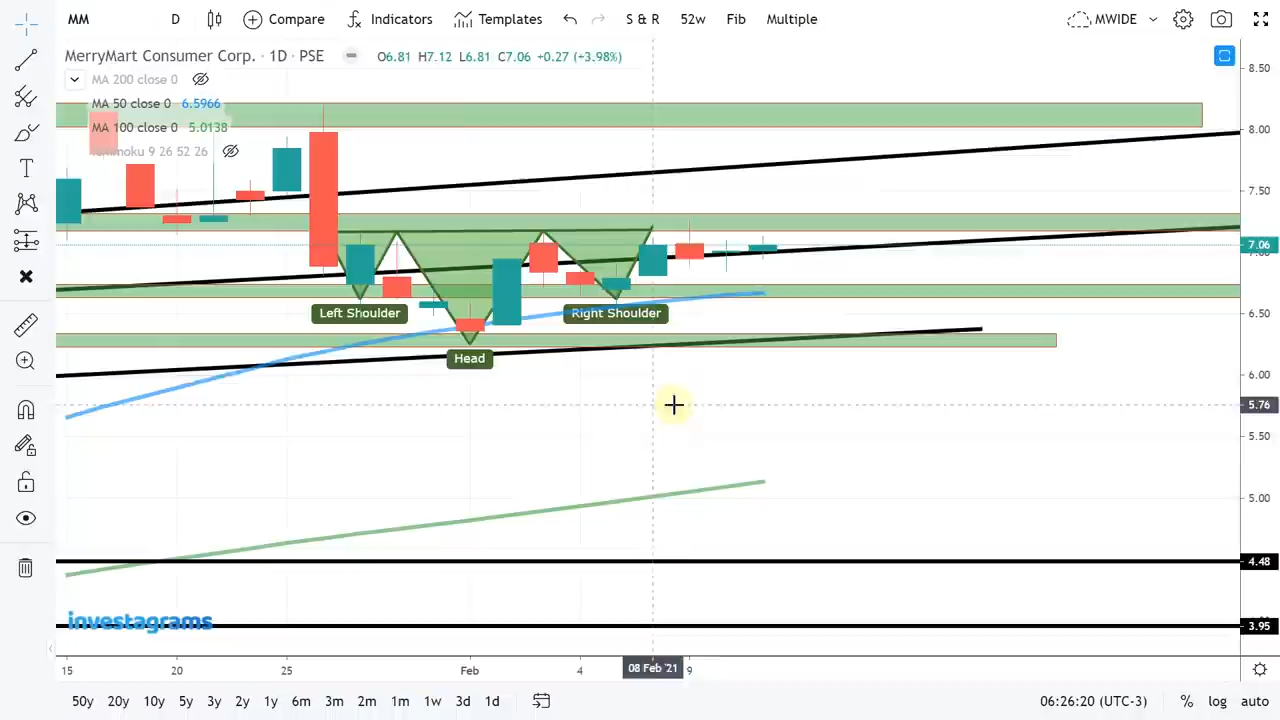 MM D Compare Indicators Templates S & R 52w Fib Multiple MWIDE
MerryMart Consumer Corp. · 1D · PSE O6.81 H7.12 L6.81 C7.06 +0.27 (+3.98%)
MA 200 close 0
MA 50 close 0 6.5966
MA 100 close 0 5.0138
Ichimoku 9 26 52 26
8.50
8.00
7.50
7.06
7.00
6.50
6.00
5.76
5.50
5.00
4.48
3.95
Left Shoulder
Right Shoulder
Head
investagrams
15 20 25 Feb 4 08 Feb '21 9
50y 20y 10y 5y 3y 2y 1y 6m 3m 2m 1m 1w 3d 1d 06:26:20 (UTC-3) % log auto